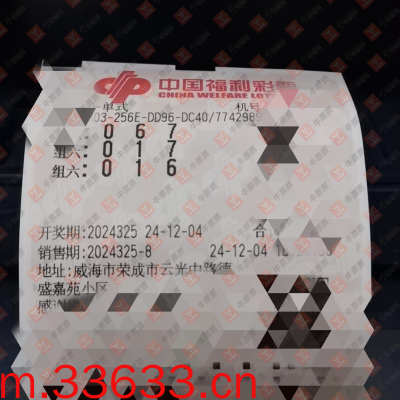 中国福利彩
CHINA WELFARE LOT
单式 机号
03-256E-DD96-DC40/774298
0 6 7
组六:0 1 7
组六:0 1 6
开奖期:2024325 24-12-04 合
销售期:2024325-8 24-12-04
地址:威海市荣成市云光中路德
盛嘉苑小区
m.33633.cn